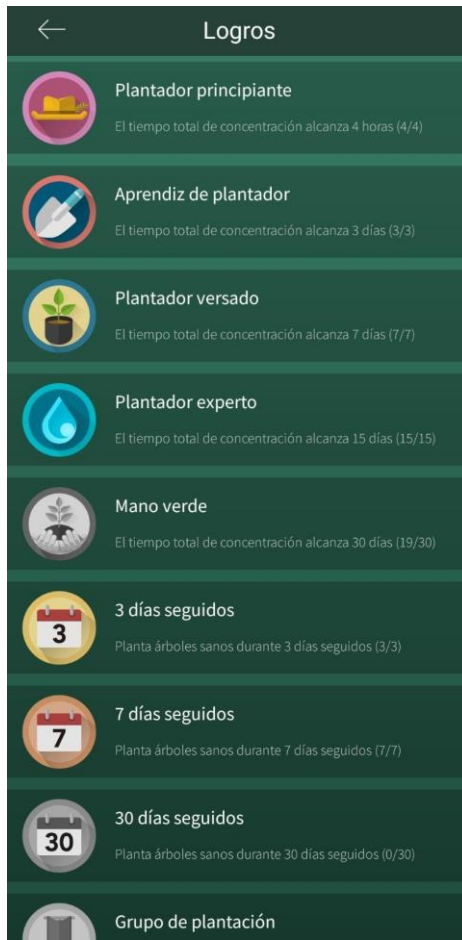 Logros
Plantador principiante
El tiempo total de concentración alcanza 4 horas (4/4)
Aprendiz de plantador
El tiempo total de concentración alcanza 3 días (3/3)
Plantador versado
El tiempo total de concentración alcanza 7 días (7/7)
Plantador experto
El tiempo total de concentración alcanza 15 días (15/15)
Mano verde
El tiempo total de concentración alcanza 30 días (19/30)
3
3 días seguidos
Planta árboles sanos durante 3 días seguidos (3/3)
7
7 días seguidos
Planta árboles sanos durante 7 días seguidos (7/7)
30
30 días seguidos
Planta árboles sanos durante 30 días seguidos (0/30)
Grupo de plantación